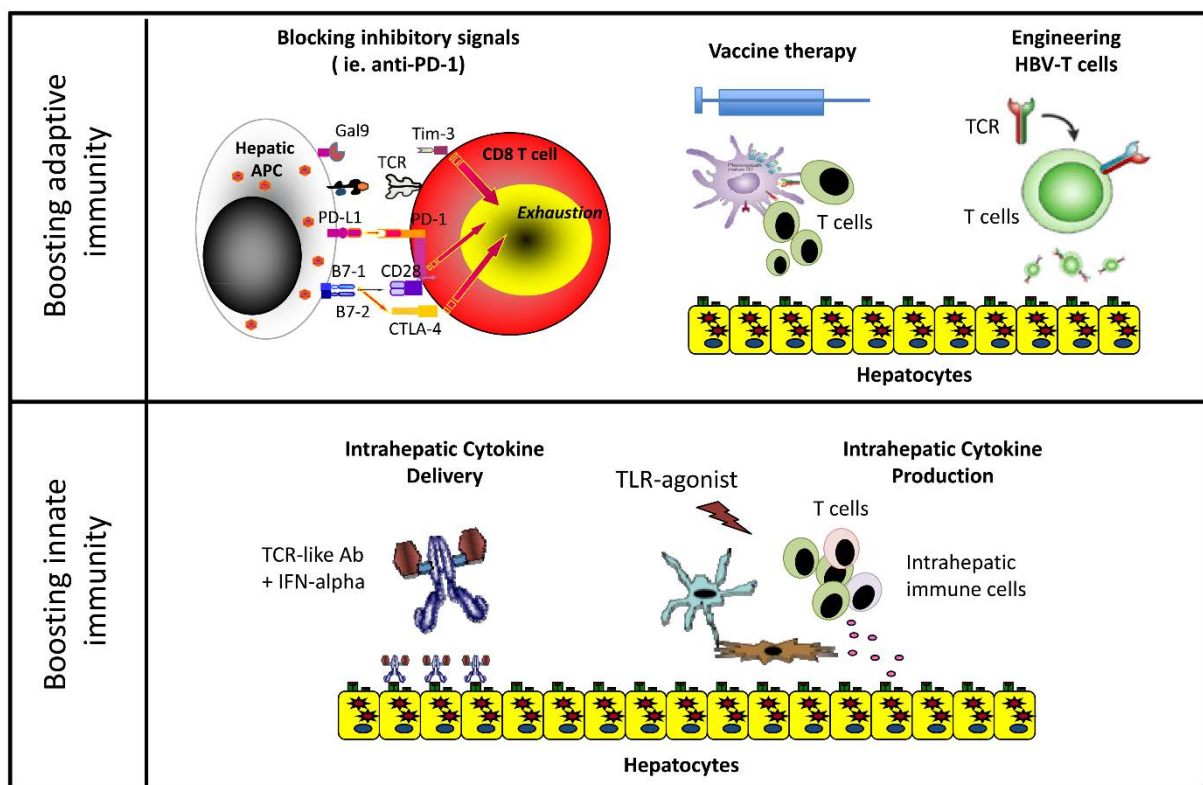 Boosting adaptive
immunity
Blocking inhibitory signals
( ie. anti-PD-1)
Gal9
Tim-3
Hepatic
APC
TCR
CD8 T cell
Exhaustion
PD-L1
PD-1
B7-1
CD28
B7-2
CTLA-4
Vaccine therapy
T cells
Engineering
HBV-T cells
TCR
T cells
Hepatocytes
Boosting innate
immunity
Intrahepatic Cytokine
Delivery
TCR-like Ab
+ IFN-alpha
Intrahepatic Cytokine
Production
TLR-agonist
T cells
Intrahepatic
immune cells
Hepatocytes